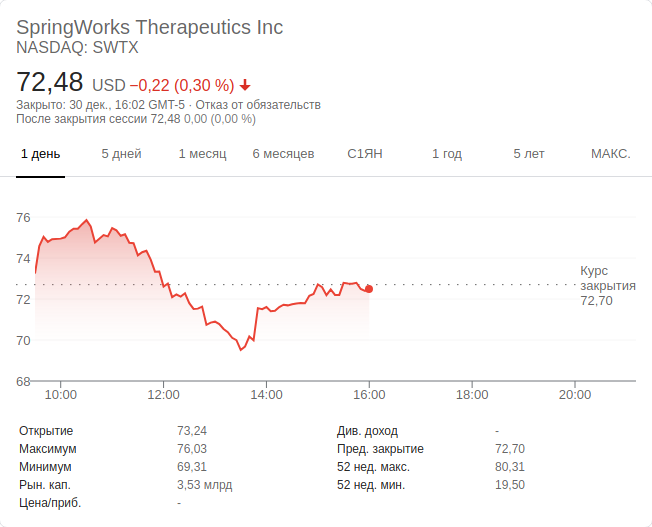 SpringWorks Therapeutics Inc
NASDAQ: SWTX
72,48 USD −0,22 (0,30 %)
Закрыто: 30 дек., 16:02 GMT-5 · Отказ от обязательств
После закрытия сессии 72,48 0,00 (0,00 %)
1 день 5 дней 1 месяц 6 месяцев С1ЯН 1 год 5 лет МАКС.
76
74
Курс
закрытия
72,70
72
70
68
10:00 12:00 14:00 16:00 18:00 20:00
Открытие 73,24 Див. доход -
Максимум 76,03 Пред. закрытие 72,70
Минимум 69,31 52 нед. макс. 80,31
Рын. кап. 3,53 млрд 52 нед. мин. 19,50
Цена/приб. -